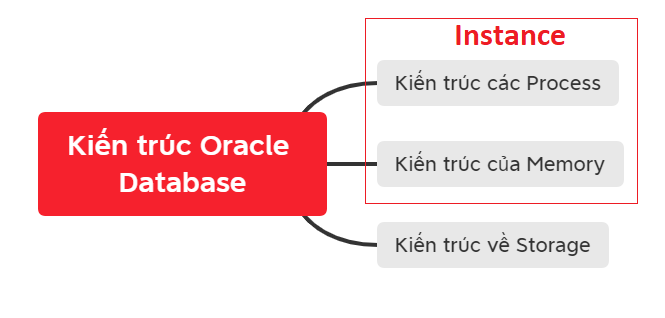 Instance
Kiến trúc các Process
Kiến trúc Oracle
Database
Kiến trúc của Memory
Kiến trúc về Storage